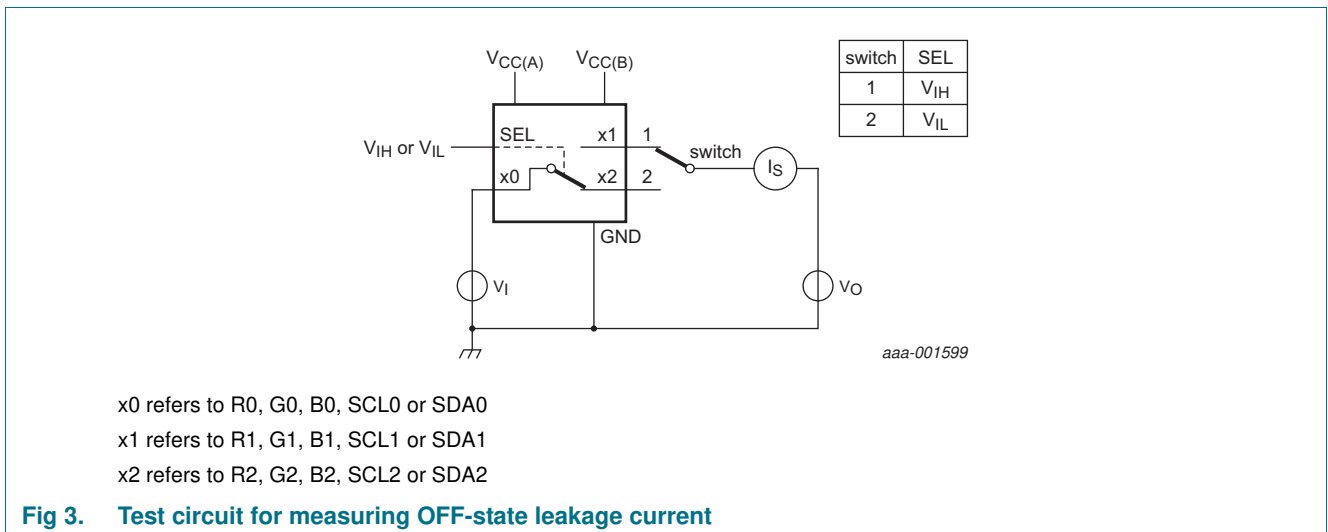 VCC(A) VCC(B)
switch SEL
1 VIH
2 VIL
VIH or VIL
SEL x1 1
switch
IS
x0 x2 2
GND
VI
VO
aaa-001599
x0 refers to R0, G0, B0, SCL0 or SDA0
x1 refers to R1, G1, B1, SCL1 or SDA1
x2 refers to R2, G2, B2, SCL2 or SDA2
Fig 3. Test circuit for measuring OFF-state leakage current